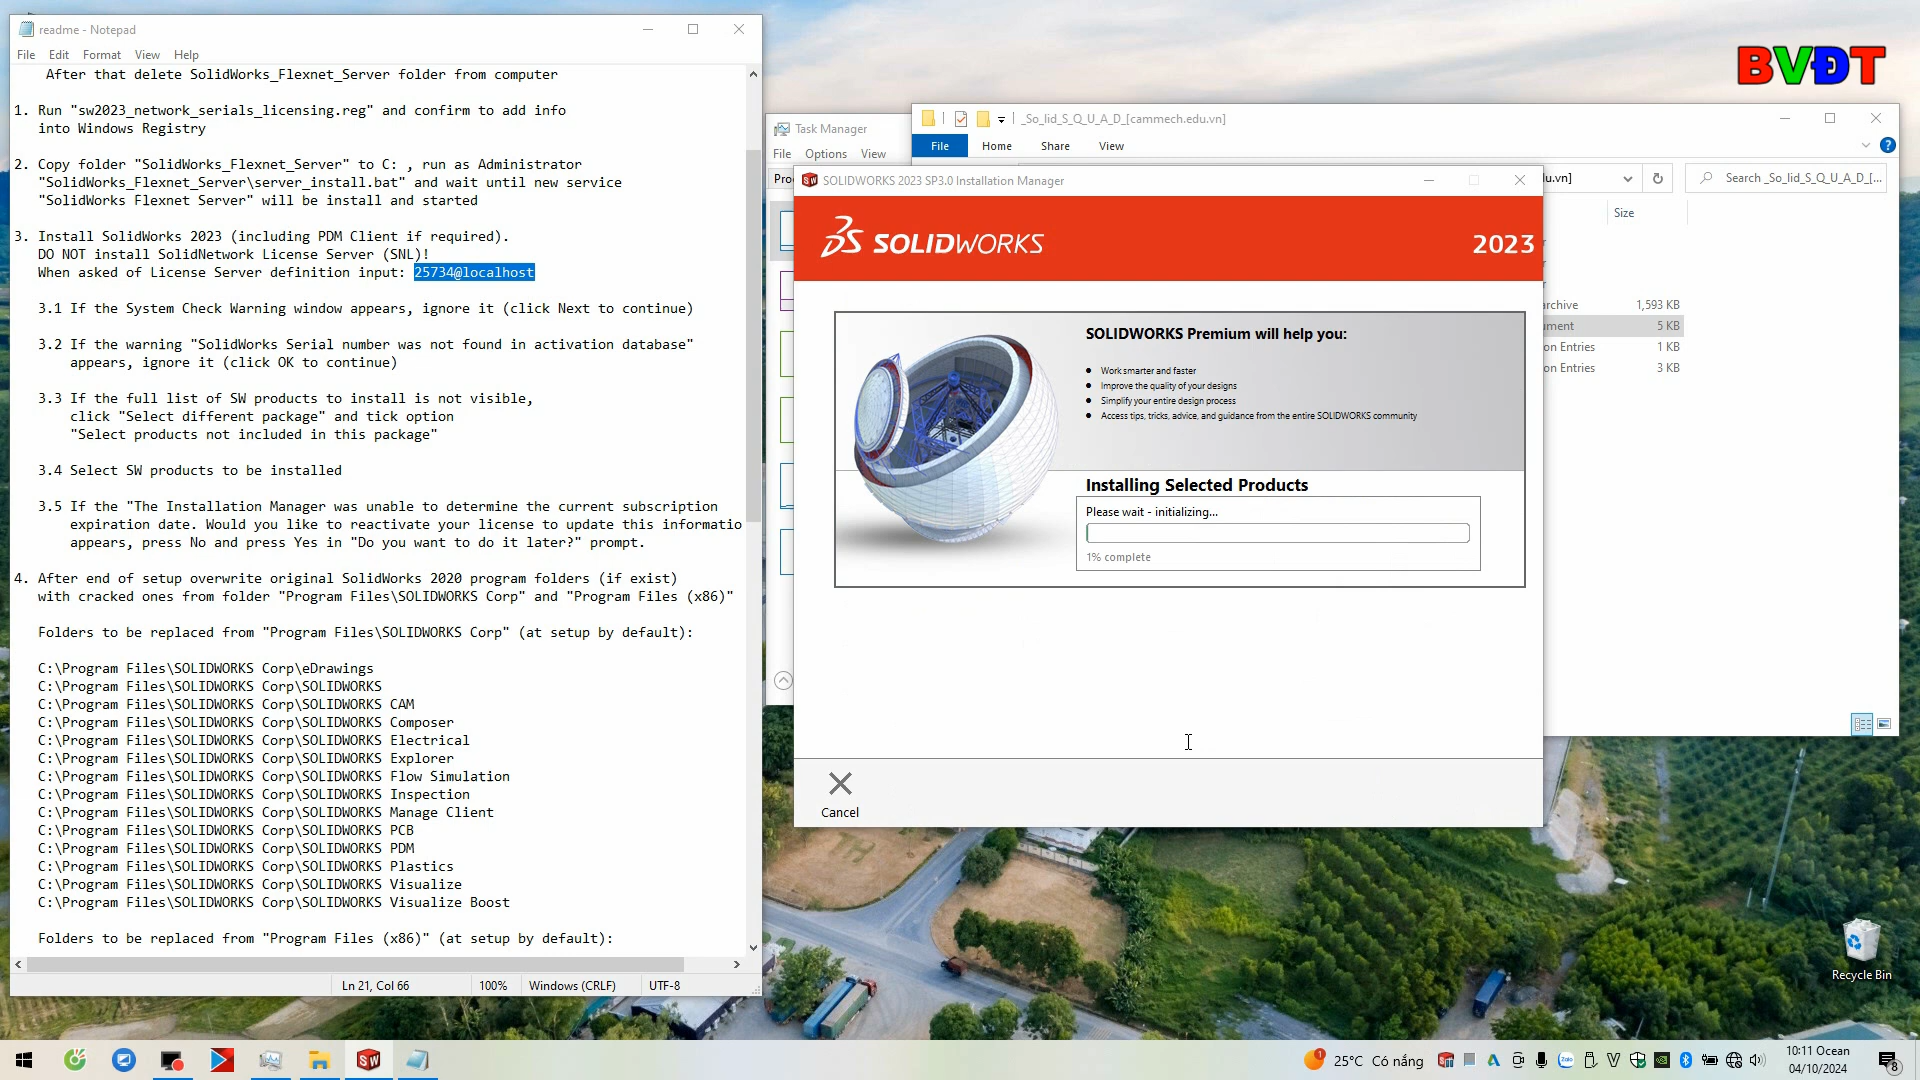 readme - Notepad
File Edit Format View Help
After that delete SolidWorks_Flexnet_Server folder from computer
1. Run "sw2023_network_serials_licensing.reg" and confirm to add info
into Windows Registry
2. Copy folder "SolidWorks_Flexnet_Server" to C: , run as Administrator
"SolidWorks_Flexnet_Server\server_install.bat" and wait until new service
"SolidWorks Flexnet Server" will be install and started
3. Install SolidWorks 2023 (including PDM Client if required).
DO NOT install SolidNetwork License Server (SNL)!
When asked of License Server definition input: 25734@localhost
3.1 If the System Check Warning window appears, ignore it (click Next to continue)
3.2 If the warning "SolidWorks Serial number was not found in activation database"
appears, ignore it (click OK to continue)
3.3 If the full list of SW products to install is not visible,
click "Select different package" and tick option
"Select products not included in this package"
3.4 Select SW products to be installed
3.5 If the "The Installation Manager was unable to determine the current subscription
expiration date. Would you like to reactivate your license to update this informatio
appears, press No and press Yes in "Do you want to do it later?" prompt.
4. After end of setup overwrite original SolidWorks 2020 program folders (if exist)
with cracked ones from folder "Program Files\SOLIDWORKS Corp" and "Program Files (x86)"
Folders to be replaced from "Program Files\SOLIDWORKS Corp" (at setup by default):
C:\Program Files\SOLIDWORKS Corp\eDrawings
C:\Program Files\SOLIDWORKS Corp\SOLIDWORKS
C:\Program Files\SOLIDWORKS Corp\SOLIDWORKS CAM
C:\Program Files\SOLIDWORKS Corp\SOLIDWORKS Composer
C:\Program Files\SOLIDWORKS Corp\SOLIDWORKS Electrical
C:\Program Files\SOLIDWORKS Corp\SOLIDWORKS Explorer
C:\Program Files\SOLIDWORKS Corp\SOLIDWORKS Flow Simulation
C:\Program Files\SOLIDWORKS Corp\SOLIDWORKS Inspection
C:\Program Files\SOLIDWORKS Corp\SOLIDWORKS Manage Client
C:\Program Files\SOLIDWORKS Corp\SOLIDWORKS PCB
C:\Program Files\SOLIDWORKS Corp\SOLIDWORKS PDM
C:\Program Files\SOLIDWORKS Corp\SOLIDWORKS Plastics
C:\Program Files\SOLIDWORKS Corp\SOLIDWORKS Visualize
C:\Program Files\SOLIDWORKS Corp\SOLIDWORKS Visualize Boost
Folders to be replaced from "Program Files (x86)" (at setup by default):
Ln 21, Col 66 100% Windows (CRLF) UTF-8
BVĐT
Task Manager
File Options View
Proc
_So_lid_S_Q_U_A_D_[cammech.edu.vn]
File Home Share View
lu.vn]
Search _So_lid_S_Q_U_A_D_[...
Size
archive 1,593 KB
ument 5 KB
on Entries 1 KB
on Entries 3 KB
SOLIDWORKS 2023 SP3.0 Installation Manager
SOLIDWORKS 2023
SOLIDWORKS Premium will help you:
Work smarter and faster
Improve the quality of your designs
Simplify your entire design process
Access tips, tricks, advice, and guidance from the entire SOLIDWORKS community
Installing Selected Products
Please wait - initializing...
1% complete
Cancel
Recycle Bin
SW
1
25°C Có nắng
Zalo
10:11 Ocean
04/10/2024
8